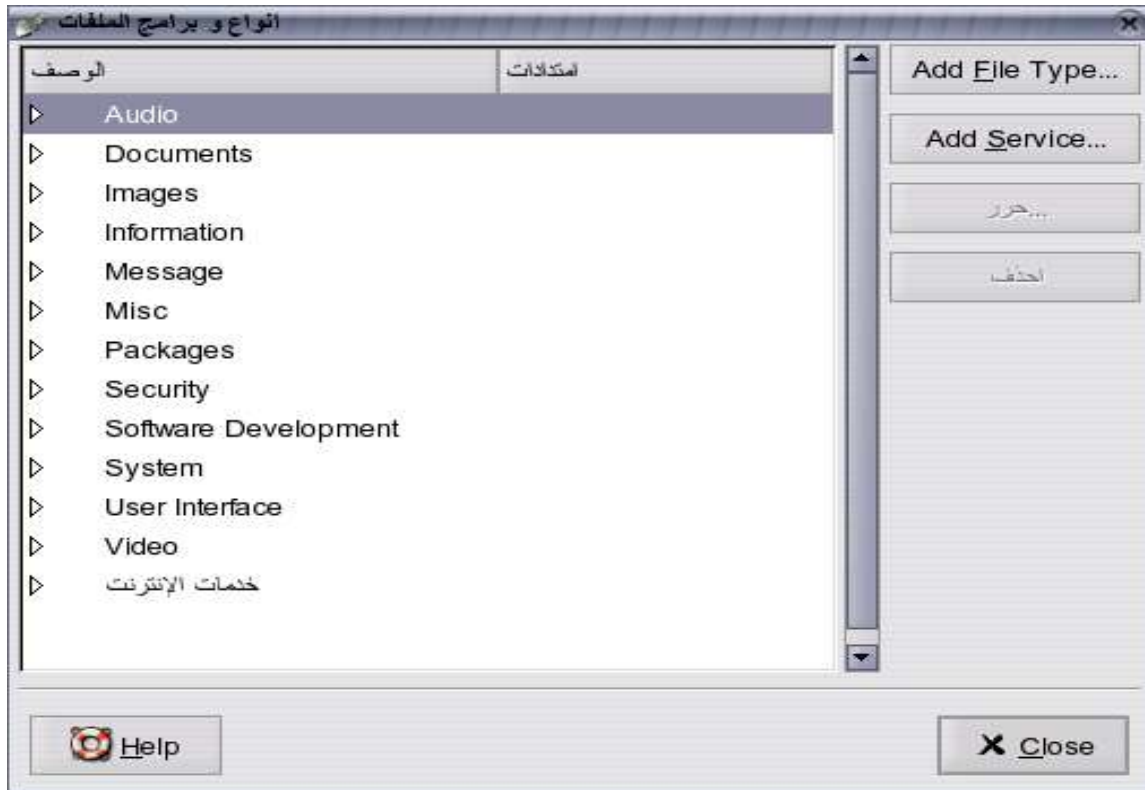 انواع و برامج الملفات
الوصف
امتدادات
Audio
Documents
Images
Information
Message
Misc
Packages
Security
Software Development
System
User Interface
Video
خدمات الإنترنت
Add File Type...
Add Service...
حرر...
احذف
Help
Close